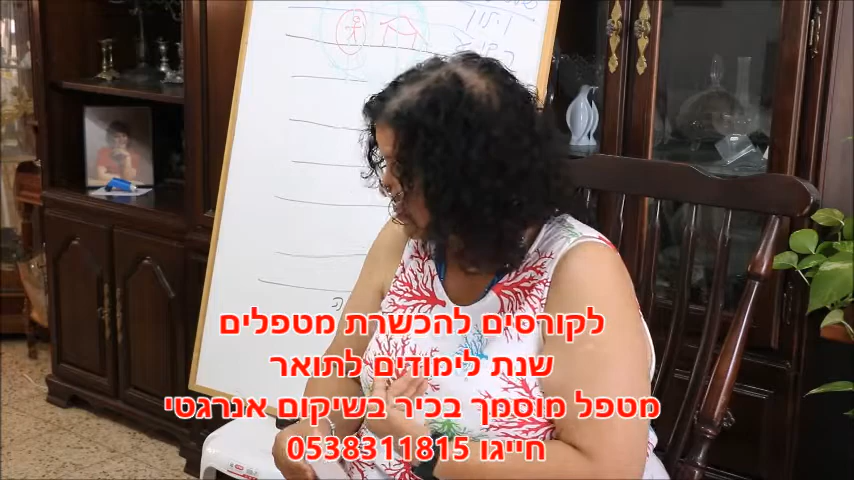 לקורסים להכשרת מטפלים
שנת לימודים לתואר
מטפל מוסמך בכיר בשיקום אנרגטי
חייגו 0538311815